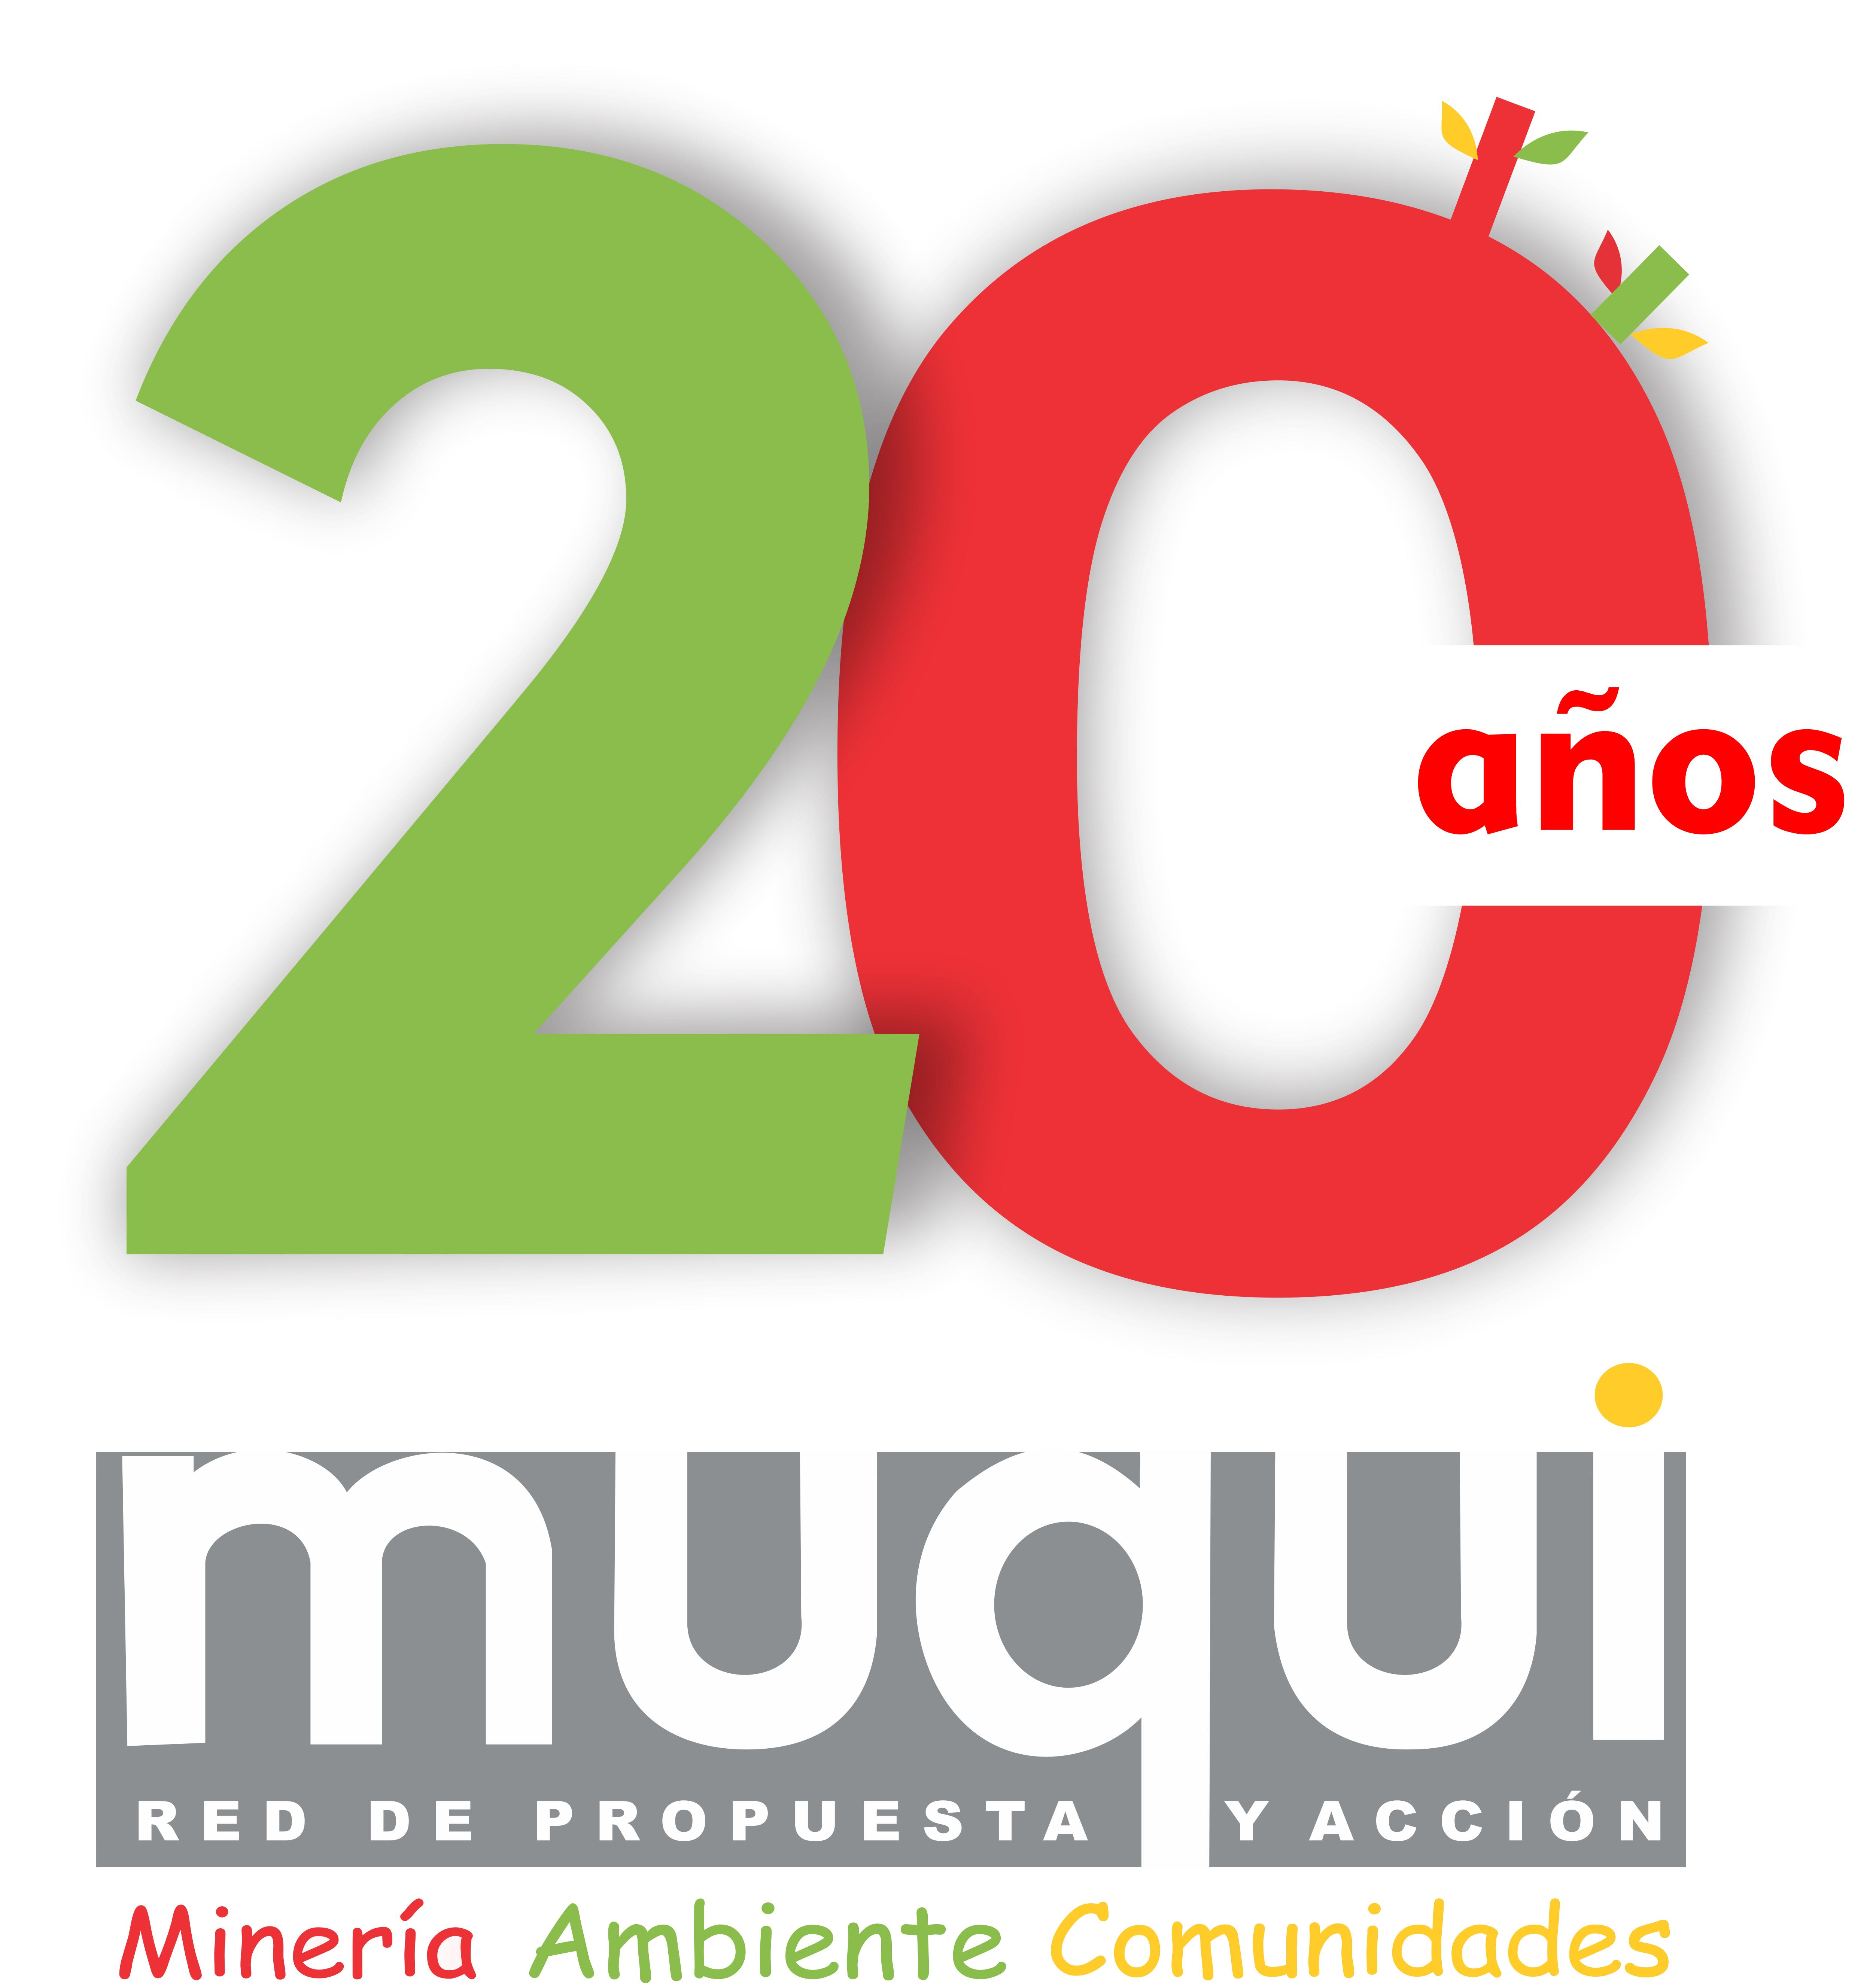 20
años
muqui
RED DE PROPUESTA Y ACCIÓN
Minería Ambiente Comunidades